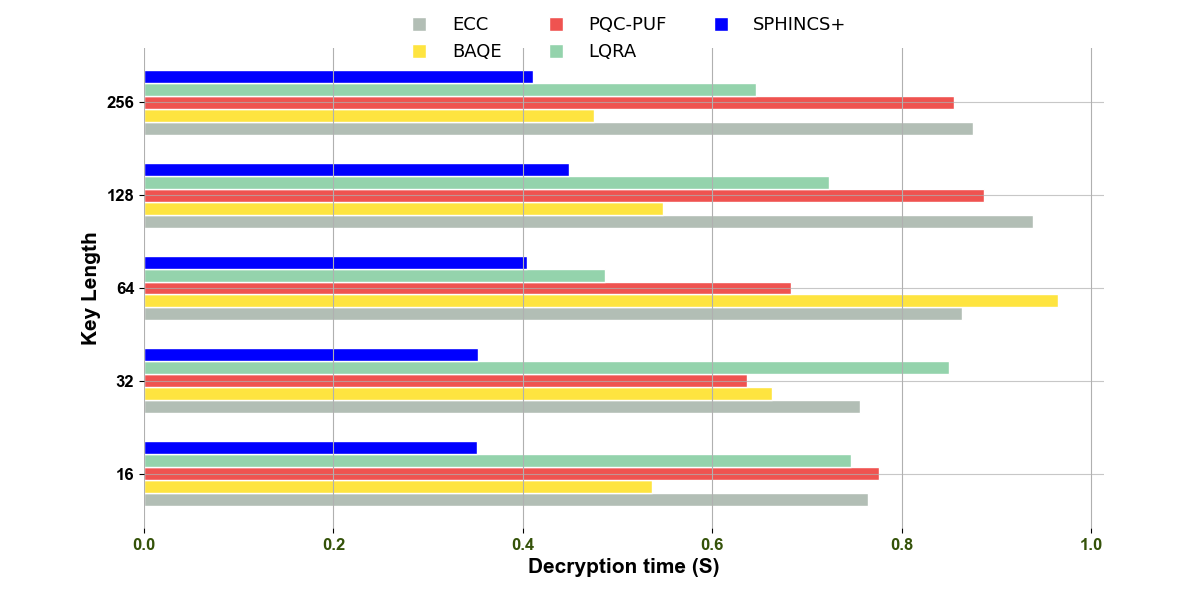 ECC PQC-PUF SPHINCS+
BAQE LQRA
256
128
64
32
16
Key Length
0.0 0.2 0.4 0.6 0.8 1.0
Decryption time (S)